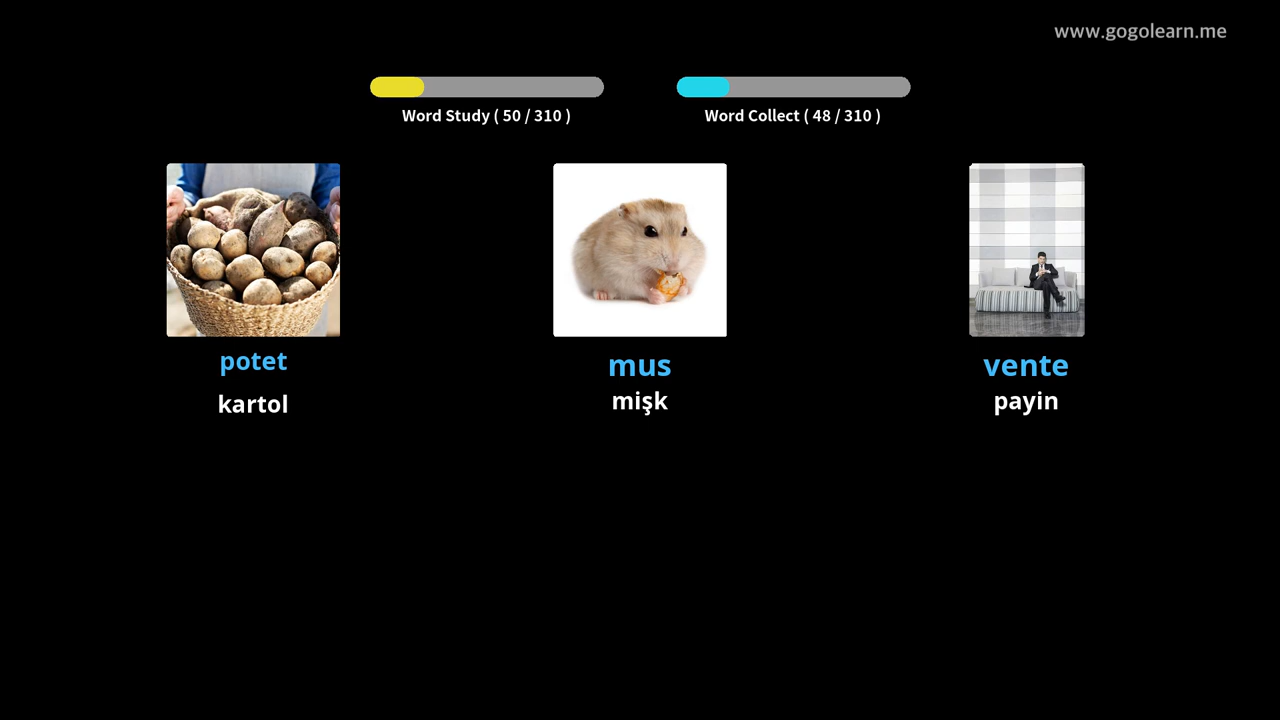 www.gogolearn.me
Word Study ( 50 / 310 )
Word Collect ( 48 / 310 )
potet
kartol
mus
mişk
vente
payin